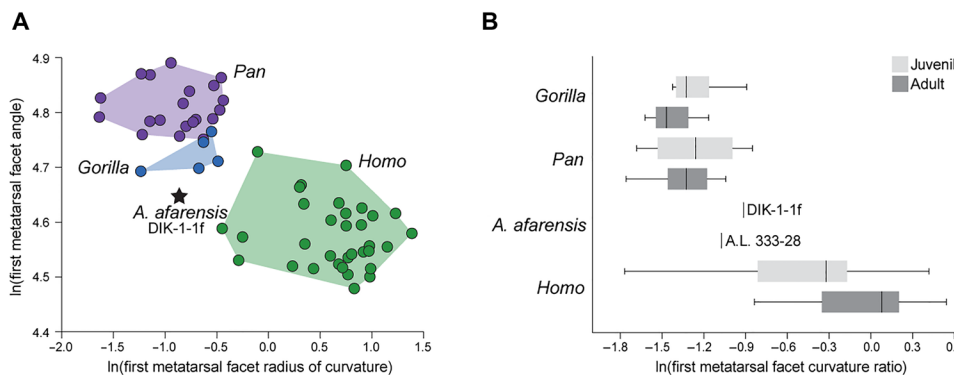 A
ln(first metatarsal facet angle)
4.9
4.8
4.7
4.6
4.5
4.4
Pan
Gorilla
Homo
A. afarensis
DIK-1-1f
−2.0 −1.5 −1.0 −0.5 0.0 0.5 1.0 1.5
ln(first metatarsal facet radius of curvature)
B
Juvenil
Adult
Gorilla
Pan
A. afarensis
DIK-1-1f
A.L. 333-28
Homo
−1.8 −1.5 −1.2 −0.9 −0.6 −0.3 0.0 0.3
ln(first metatarsal facet curvature ratio)